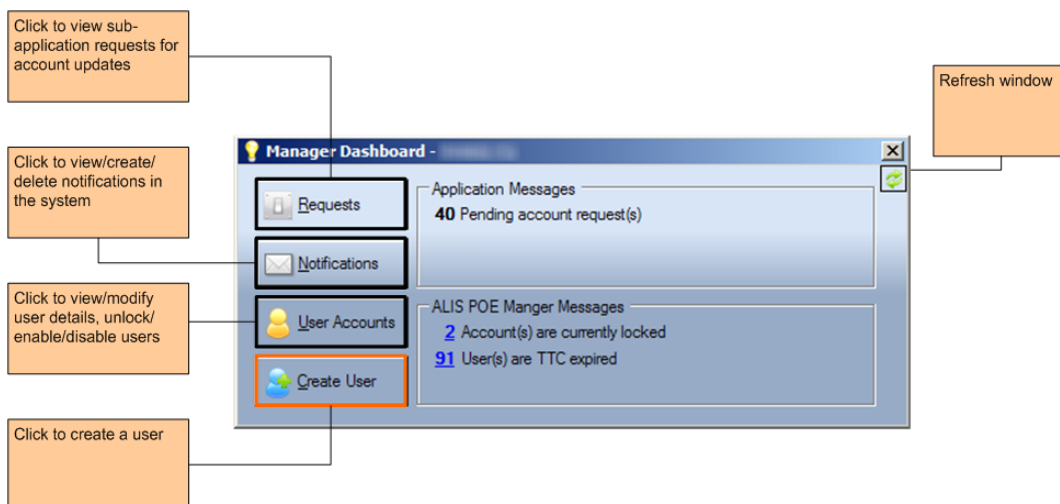 Click to view sub-
application requests for
account updates
Refresh window
Click to view/create/
delete notifications in
the system
Click to view/modify
user details, unlock/
enable/disable users
Click to create a user
Manager Dashboard -
Requests
Notifications
User Accounts
Create User
Application Messages
40 Pending account request(s)
ALIS POE Manger Messages
2 Account(s) are currently locked
91 User(s) are TTC expired